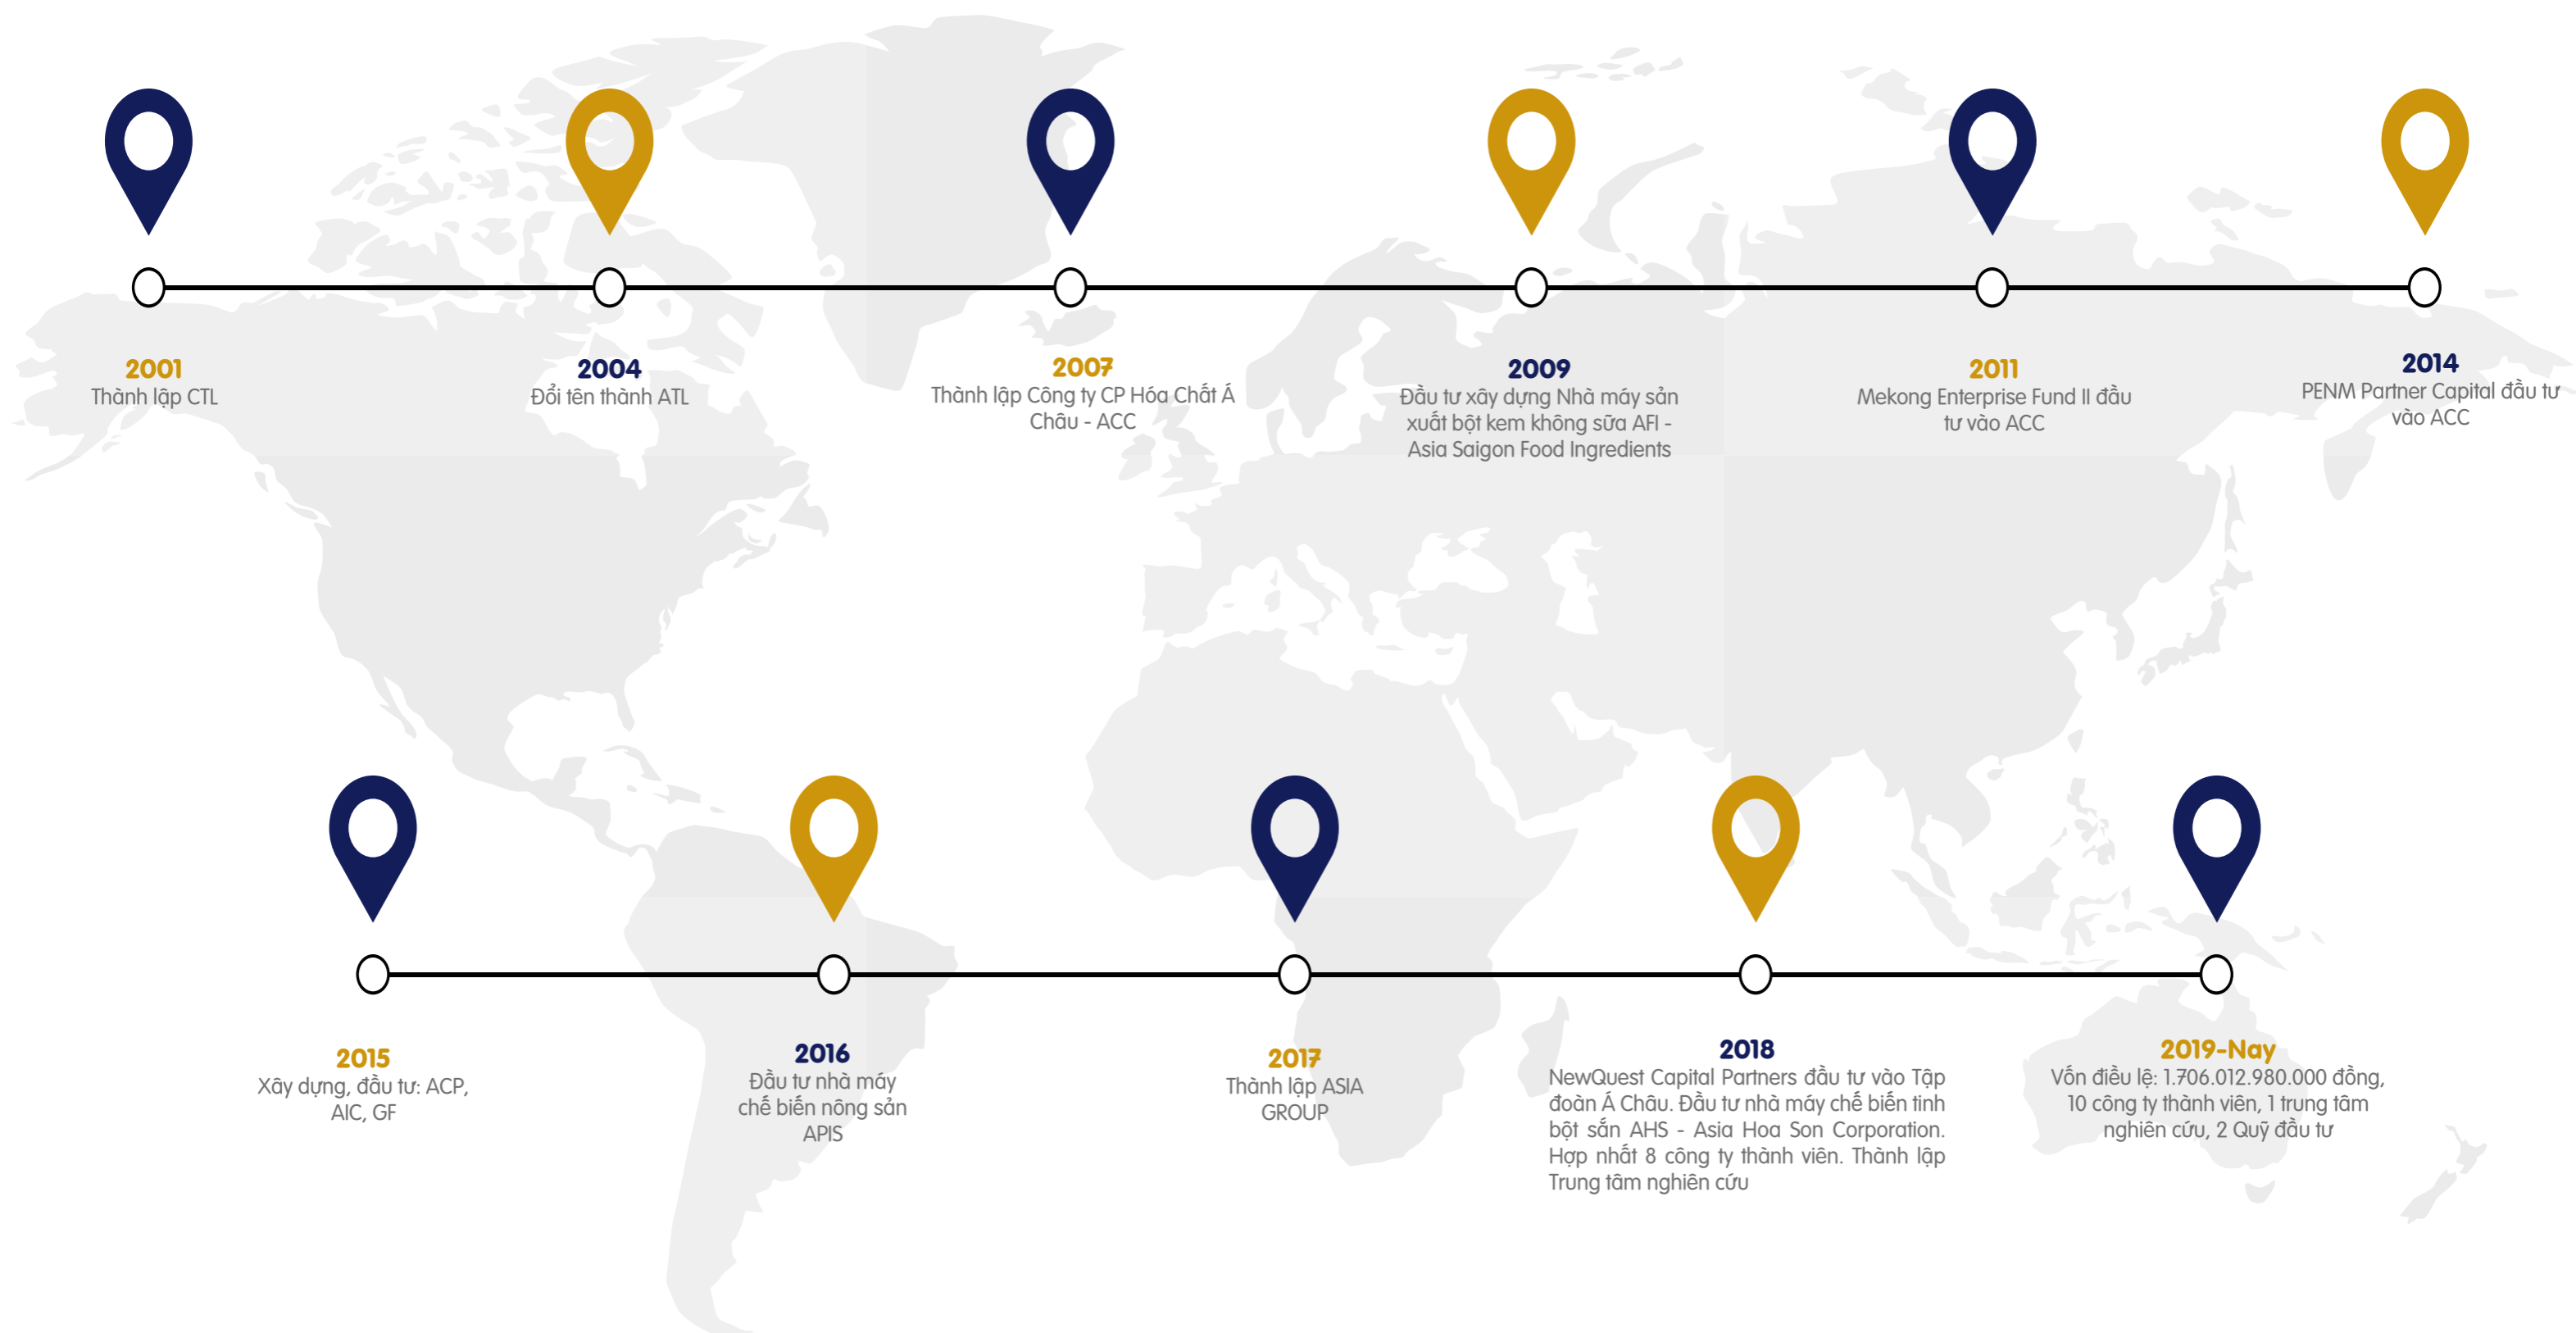 2001
Thành lập CTL
2004
Đổi tên thành ATL
2007
Thành lập Công ty CP Hóa Chất Á
Châu - ACC
2009
Đầu tư xây dựng Nhà máy sản
xuất bột kem không sữa AFI -
Asia Saigon Food Ingredients
2011
Mekong Enterprise Fund II đầu
tư vào ACC
2014
PENM Partner Capital đầu tư
vào ACC
2015
Xây dựng, đầu tư: ACP,
AIC, GF
2016
Đầu tư nhà máy
chế biến nông sản
APIS
2017
Thành lập ASIA
GROUP
2018
NewQuest Capital Partners đầu tư vào Tập
đoàn Á Châu. Đầu tư nhà máy chế biến tinh
bột sắn AHS - Asia Hoa Son Corporation.
Hợp nhất 8 công ty thành viên. Thành lập
Trung tâm nghiên cứu
2019-Nay
Vốn điều lệ: 1.706.012.980.000 đồng,
10 công ty thành viên, 1 trung tâm
nghiên cứu, 2 Quỹ đầu tư